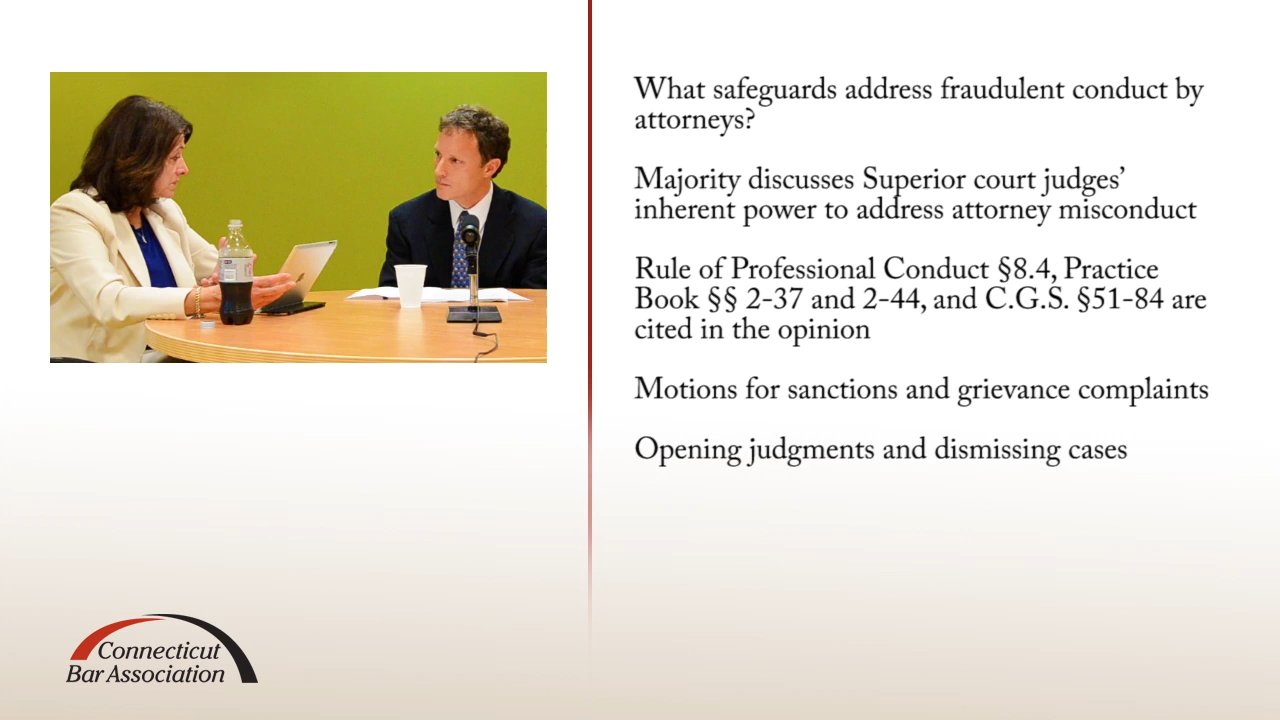 What safeguards address fraudulent conduct by
attorneys?
Majority discusses Superior court judges’
inherent power to address attorney misconduct
Rule of Professional Conduct §8.4, Practice
Book §§ 2-37 and 2-44, and C.G.S. §51-84 are
cited in the opinion
Motions for sanctions and grievance complaints
Opening judgments and dismissing cases
Connecticut
Bar Association